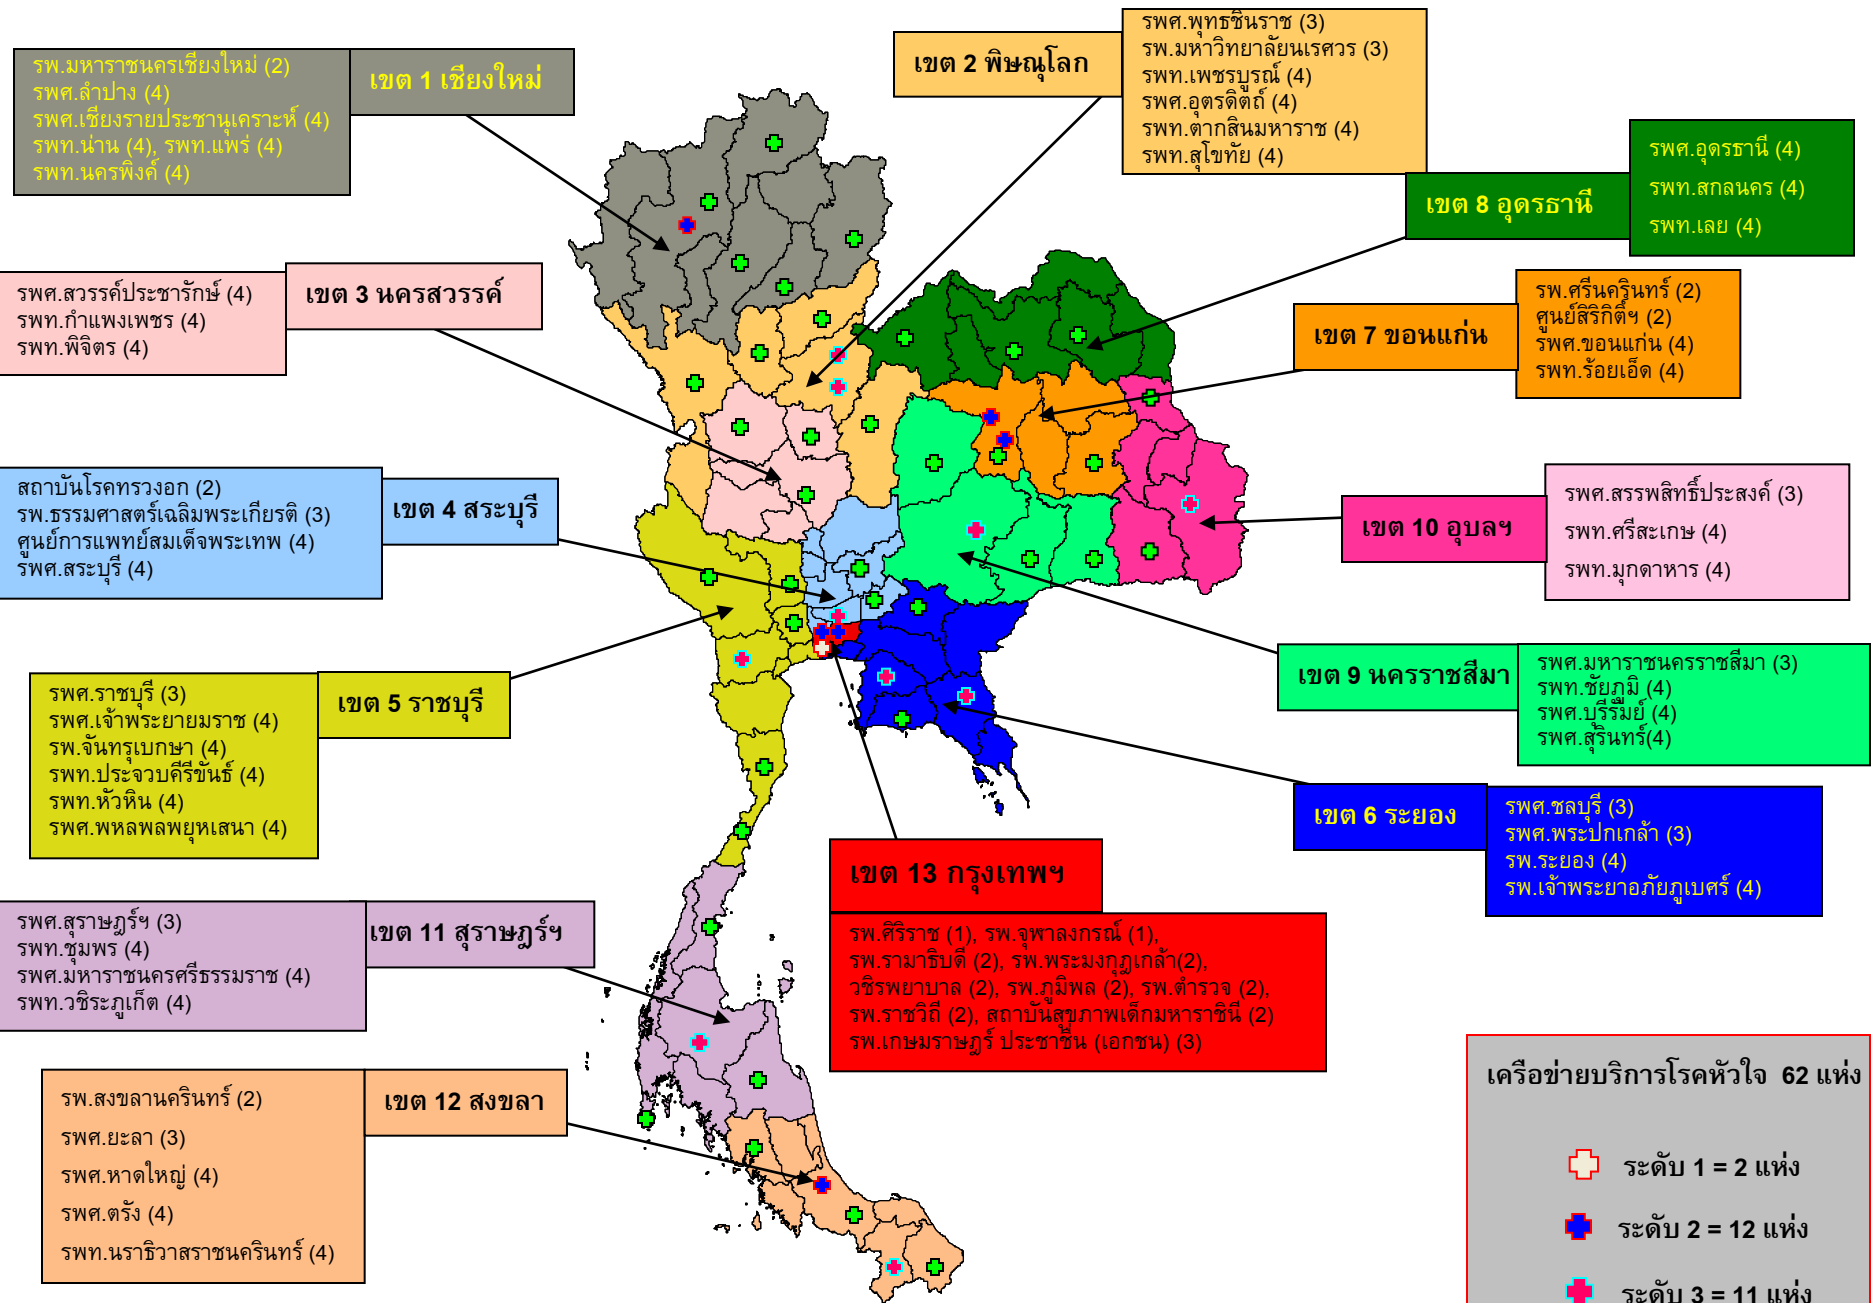 รพ.มหาราชนครเชียงใหม่ (2)
รพศ.ลำปาง (4)
รพศ.เชียงรายประชานุเคราะห์ (4)
รพท.น่าน (4), รพท.แพร่ (4)
รพท.นครพิงค์ (4)
เขต 1 เชียงใหม่
เขต 2 พิษณุโลก
รพศ.พุทธชินราช (3)
รพ.มหาวิทยาลัยนเรศวร (3)
รพท.เพชรบูรณ์ (4)
รพศ.อุตรดิตถ์ (4)
รพท.ตากสินมหาราช (4)
รพท.สุโขทัย (4)
เขต 8 อุดรธานี
รพศ.อุดรธานี (4)
รพท.สกลนคร (4)
รพท.เลย (4)
รพศ.สวรรค์ประชารักษ์ (4)
รพท.กำแพงเพชร (4)
รพท.พิจิตร (4)
เขต 3 นครสวรรค์
เขต 7 ขอนแก่น
รพ.ศรีนครินทร์ (2)
ศูนย์สิริกิติ์ฯ (2)
รพศ.ขอนแก่น (4)
รพท.ร้อยเอ็ด (4)
สถาบันโรคทรวงอก (2)
รพ.ธรรมศาสตร์เฉลิมพระเกียรติ (3)
ศูนย์การแพทย์สมเด็จพระเทพ (4)
รพศ.สระบุรี (4)
เขต 4 สระบุรี
เขต 10 อุบลฯ
รพศ.สรรพสิทธิ์ประสงค์ (3)
รพท.ศรีสะเกษ (4)
รพท.มุกดาหาร (4)
รพศ.ราชบุรี (3)
รพศ.เจ้าพระยายมราช (4)
รพ.จันทรุเบกษา (4)
รพท.ประจวบคีรีขันธ์ (4)
รพท.หัวหิน (4)
รพศ.พหลพลพยุหเสนา (4)
เขต 5 ราชบุรี
เขต 9 นครราชสีมา
รพศ.มหาราชนครราชสีมา (3)
รพท.ชัยภูมิ (4)
รพศ.บุรีรัมย์ (4)
รพศ.สุรินทร์(4)
เขต 6 ระยอง
รพศ.ชลบุรี (3)
รพศ.พระปกเกล้า (3)
รพ.ระยอง (4)
รพ.เจ้าพระยาอภัยภูเบศร์ (4)
เขต 13 กรุงเทพฯ
รพ.ศิริราช (1), รพ.จุฬาลงกรณ์ (1),
รพ.รามาธิบดี (2), รพ.พระมงกุฎเกล้า(2),
วชิรพยาบาล (2), รพ.ภูมิพล (2), รพ.ตำรวจ (2),
รพ.ราชวิถี (2), สถาบันสุขภาพเด็กมหาราชินี (2)
รพ.เกษมราษฎร์ ประชาชื่น (เอกชน) (3)
รพศ.สุราษฎร์ฯ (3)
รพท.ชุมพร (4)
รพศ.มหาราชนครศรีธรรมราช (4)
รพท.วชิระภูเก็ต (4)
เขต 11 สุราษฎร์ฯ
รพ.สงขลานครินทร์ (2)
รพศ.ยะลา (3)
รพศ.หาดใหญ่ (4)
รพศ.ตรัง (4)
รพท.นราธิวาสราชนครินทร์ (4)
เขต 12 สงขลา
เครือข่ายบริการโรคหัวใจ 62 แห่ง
ระดับ 1 = 2 แห่ง
ระดับ 2 = 12 แห่ง
ระดับ 3 = 11 แห่ง